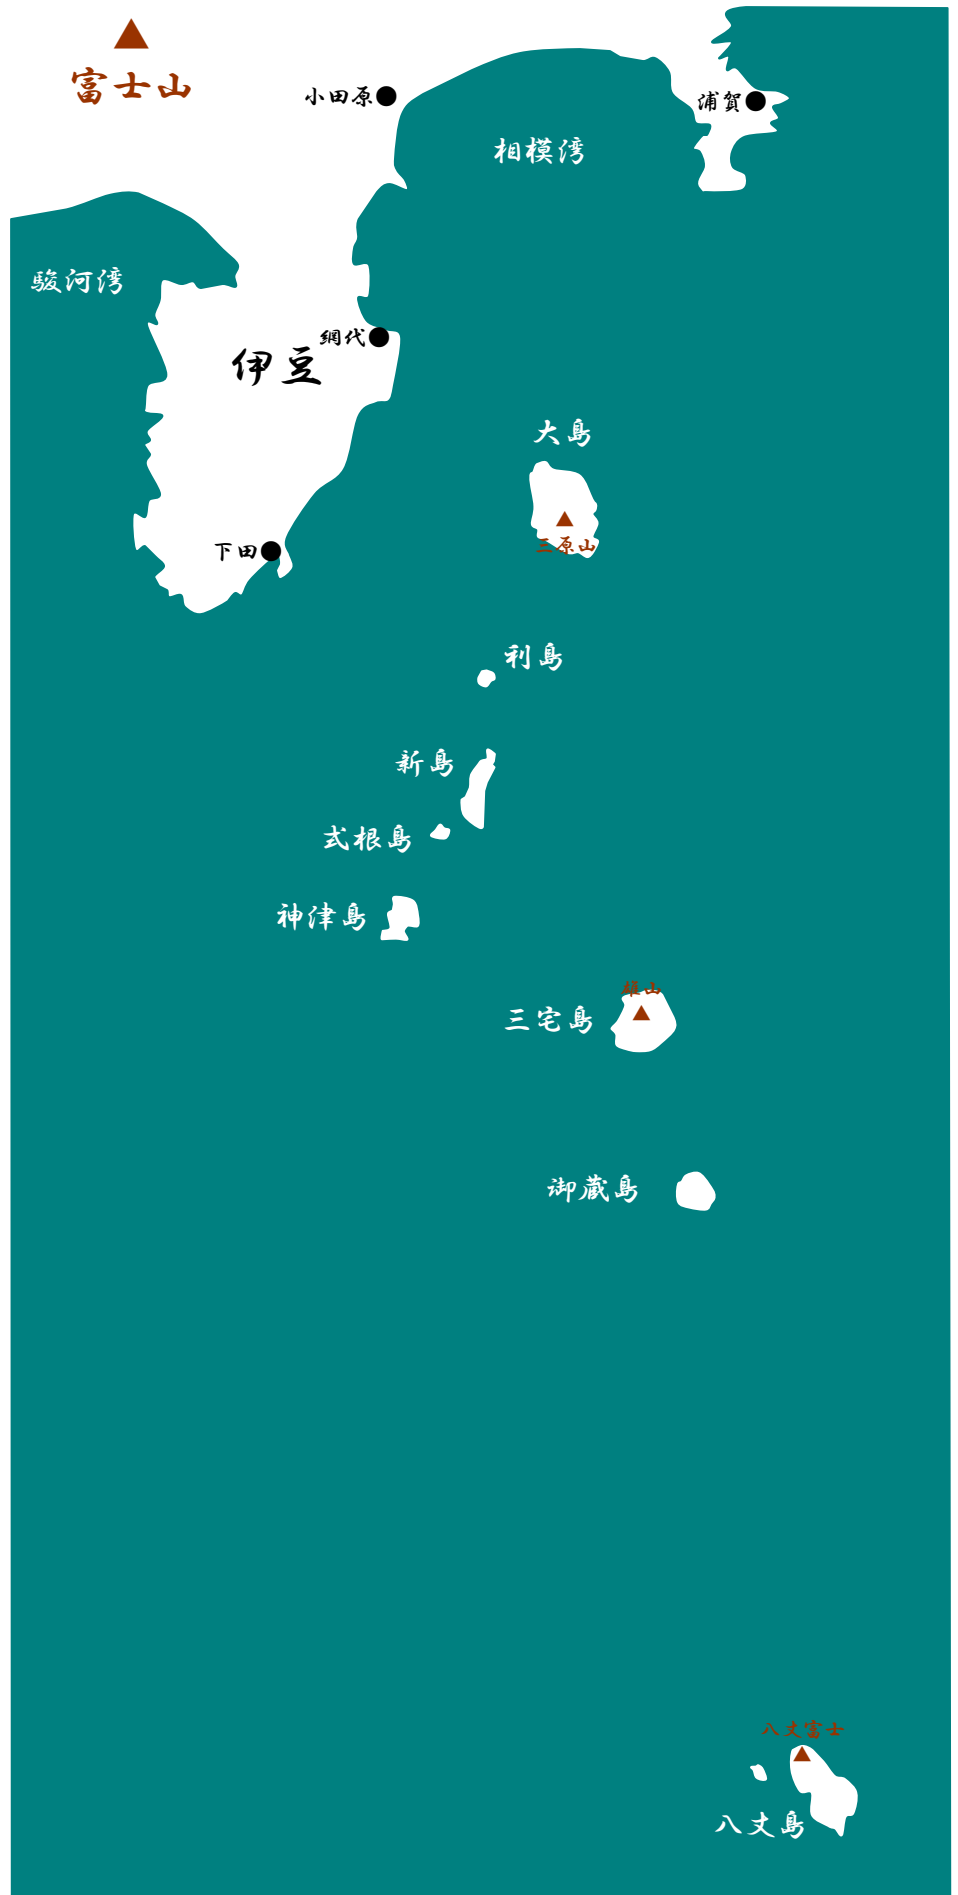 富士山
小田原
浦賀
相模湾
駿河湾
網代
伊豆
大島
三原山
下田
利島
新島
式根島
神津島
雄山
三宅島
御蔵島
八丈富士
八丈島